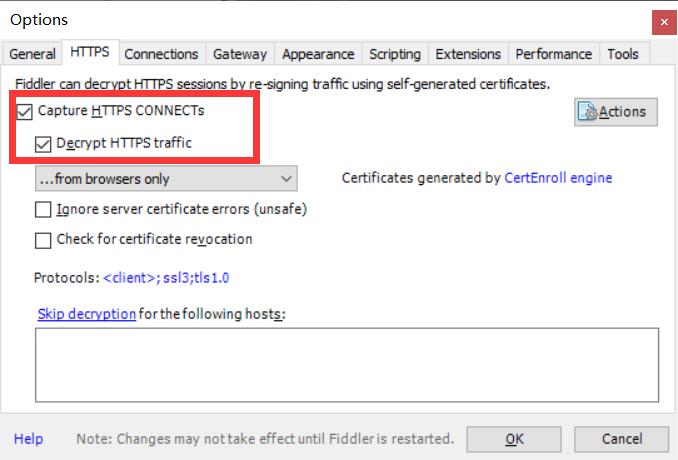 Options
General HTTPS Connections Gateway Appearance Scripting Extensions Performance Tools
Fiddler can decrypt HTTPS sessions by re-signing traffic using self-generated certificates.
Capture HTTPS CONNECTs
Actions
Decrypt HTTPS traffic
...from browsers only
Certificates generated by CertEnroll engine
Ignore server certificate errors (unsafe)
Check for certificate revocation
Protocols: <client>; ssl3;tls1.0
Skip decryption for the following hosts:
Help Note: Changes may not take effect until Fiddler is restarted. OK Cancel